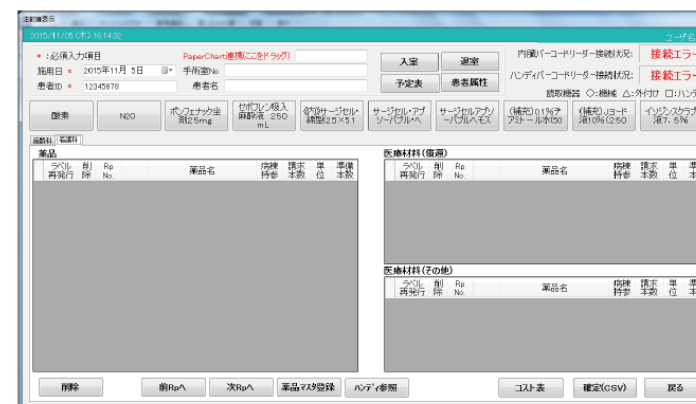 注射箋表示
2015/11/05 (木) 16:14:32
ユーザ名
* :必須入力項目
PaperChart連携(ここをドラッグ)
施用日 * 2015年11月 5日
手術室No
患者ID * 12345678
患者名
入室
退室
予定表
患者属性
内蔵バーコードリーダー接続状況: 接続エラー
ハンディバーコードリーダー接続状況: 接続エラー
読取機器 ◇:機械 △:外付け □:ハンデ
酸素
N2O
ボルフェナック坐
剤25mg
セボフレン吸入
麻酔液 250
mL
サージセル・アブ
ソーバブル・ヘ
サージセルアブソ
ーバブルヘモス
(補充)0.1%チ
アミトール水(50
(補充)Jヨード
液10%(250
イソジンスクラブ
液7.5%
麻酔科 看護科
薬品
ラベル再発行 削除 Rp No. 薬品名 病棟持参 請求本数 単位 準備本数
医療材料(償還)
ラベル再発行 削除 Rp No. 薬品名 病棟持参 請求本数 単位
医療材料(その他)
ラベル再発行 削除 Rp No. 薬品名 病棟持参 請求本数 単位
削除
前Rpへ
次Rpへ
薬品マスタ登録
ハンディ参照
コスト表
確定(CSV)
戻る